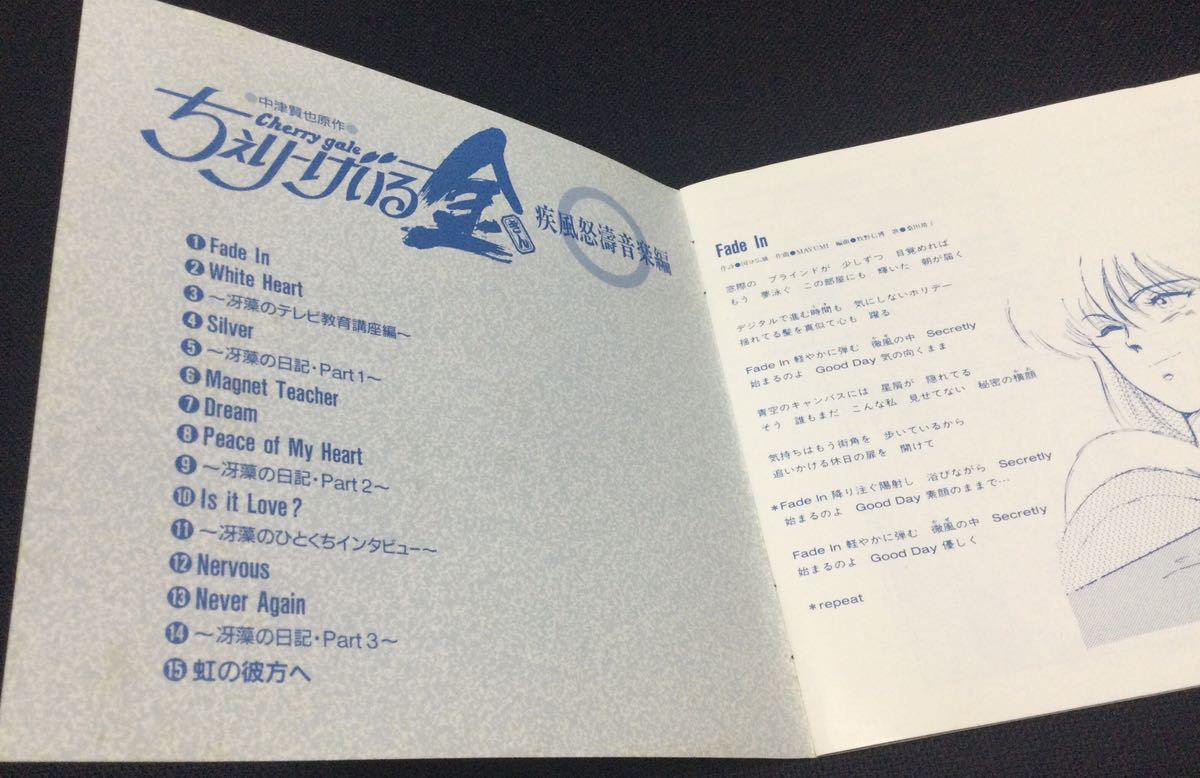 ●中津賢也原作●
Cherry gale
ちぇりーげいる金
きん
疾風怒濤音楽編
❶ Fade In
❷ White Heart
❸ 〜冴藻のテレビ教育講座編〜
❹ Silver
❺ 〜冴藻の日記・Part 1〜
❻ Magnet Teacher
❼ Dream
❽ Peace of My Heart
❾ 〜冴藻の日記・Part 2〜
❿ Is it Love?
⓫ 〜冴藻のひとくちインタビュー〜
⓬ Nervous
⓭ Never Again
⓮ 〜冴藻の日記・Part 3〜
⓯ 虹の彼方へ
Fade In
作詞● 作曲●MAYUMI 編曲● 歌●
窓際の ブラインドが 少しずつ 目覚めれば
もう 夢泳ぐ この部屋にも 輝いた 朝が届く
デジタルで進む時間も 気にしないホリデー
揺れてる髪を真似て心も 躍る
Fade In 軽やかに弾む 微風の中 Secretly
始まるのよ Good Day 気の向くまま
青空のキャンバスには 星屑が 隠れてる
そう 誰もまだ こんな私 見せてない 秘密の横顔
気持ちはもう街角を 歩いているから
追いかける休日の扉を 開けて
*Fade In 降り注ぐ陽射し 浴びながら Secretly
始まるのよ Good Day 素顔のままで…
Fade In 軽やかに弾む 微風の中 Secretly
始まるのよ Good Day 優しく
*repeat